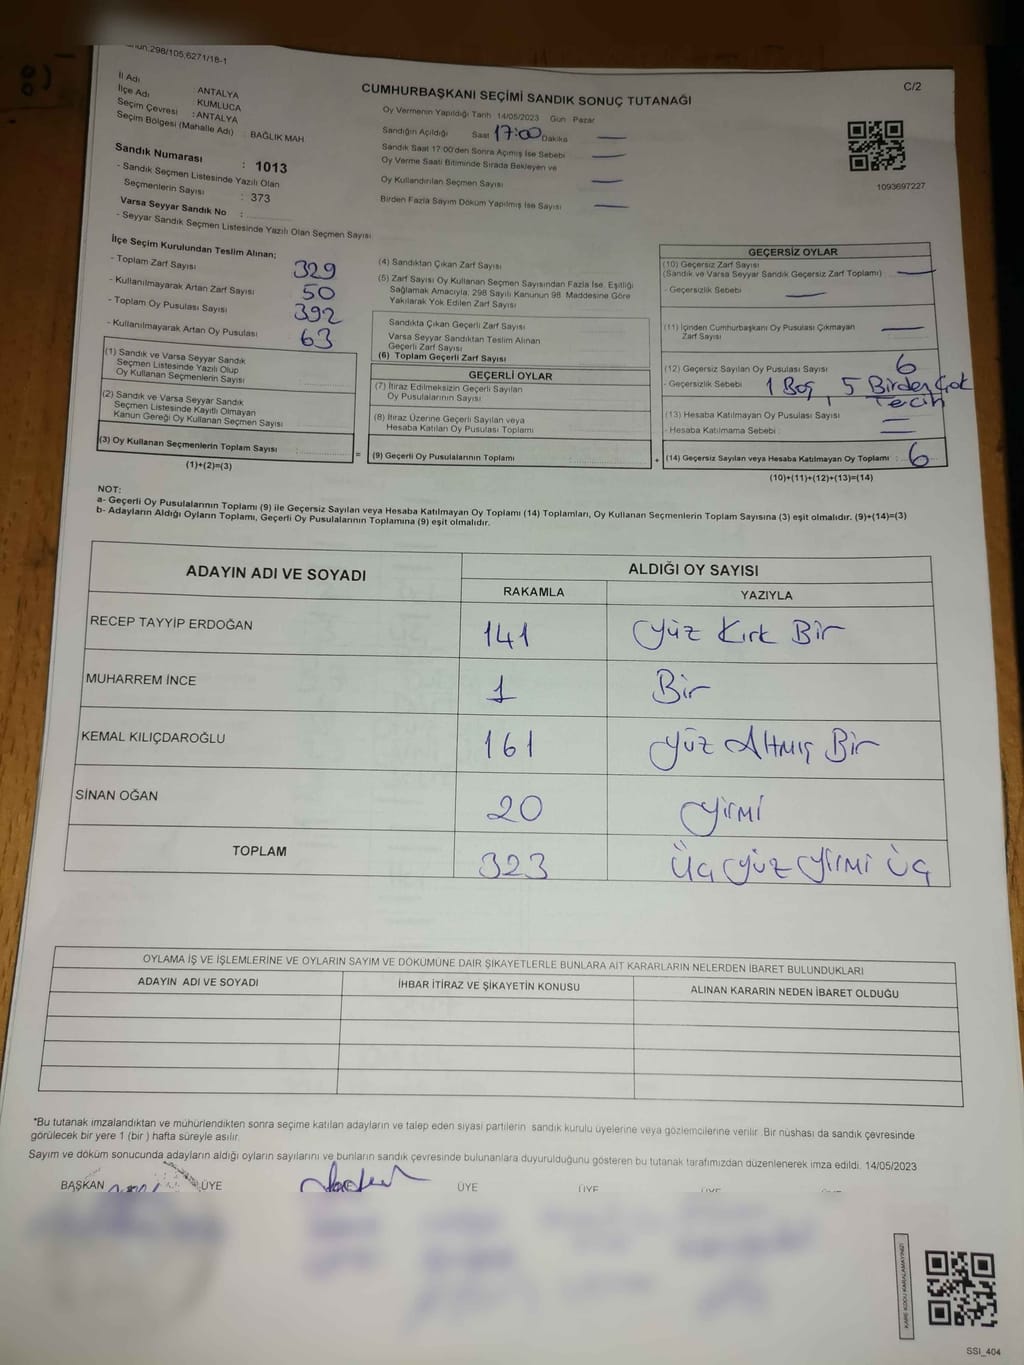 298/105,6271/18-1
C/2
İl Adı ANTALYA
İlçe Adı KUMLUCA
Seçim Çevresi : ANTALYA
Seçim Bölgesi (Mahalle Adı) : BAĞLIK MAH
Sandık Numarası : 1013
- Sandık Seçmen Listesinde Yazılı Olan
Seçmenlerin Sayısı : 373
Varsa Seyyar Sandık No :
- Seyyar Sandık Seçmen Listesinde Yazılı Olan Seçmen Sayısı
CUMHURBAŞKANI SEÇİMİ SANDIK SONUÇ TUTANAĞI
Oy Vermenin Yapıldığı Tarih 14/05/2023 Gün Pazar
Sandığın Açıldığı Saat 17:00 Dakika —
Sandık Saat 17:00'den Sonra Açımış İse Sebebi —
Oy Verme Saati Bitiminde Sırada Bekleyen ve
Oy Kullandırılan Seçmen Sayısı —
Birden Fazla Sayım Döküm Yapılmış İse Sayısı —
1093697227
İlçe Seçim Kurulundan Teslim Alınan;
- Toplam Zarf Sayısı 329
- Kullanılmayarak Artan Zarf Sayısı 50
- Toplam Oy Pusulası Sayısı 392
- Kullanılmayarak Artan Oy Pusulası 63
(1) Sandık ve Varsa Seyyar Sandık
Seçmen Listesinde Yazılı Olup
Oy Kullanan Seçmenlerin Sayısı
(2) Sandık ve Varsa Seyyar Sandık
Seçmen Listesinde Kayıtlı Olmayan
Kanun Gereği Oy Kullanan Seçmen Sayısı
(3) Oy Kullanan Seçmenlerin Toplam Sayısı :
(1)+(2)=(3)
=
(4) Sandıktan Çıkan Zarf Sayısı
(5) Zarf Sayısı Oy Kullanan Seçmen Sayısından Fazla İse, Eşitliği
Sağlamak Amacıyla, 298 Sayılı Kanunun 98. Maddesine Göre
Yakılarak Yok Edilen Zarf Sayısı
Sandıkta Çıkan Geçerli Zarf Sayısı
Varsa Seyyar Sandıktan Teslim Alınan
Geçerli Zarf Sayısı
(6) Toplam Geçerli Zarf Sayısı
GEÇERLİ OYLAR
(7) İtiraz Edilmeksizin Geçerli Sayılan
Oy Pusulalarının Sayısı
(8) İtiraz Üzerine Geçerli Sayılan veya
Hesaba Katılan Oy Pusulası Toplamı
(9) Geçerli Oy Pusulalarının Toplamı
+
GEÇERSİZ OYLAR
(10) Geçersiz Zarf Sayısı
(Sandık ve Varsa Seyyar Sandık Geçersiz Zarf Toplamı) —
- Geçersizlik Sebebi —
(11) İçinden Cumhurbaşkanı Oy Pusulası Çıkmayan
Zarf Sayısı —
(12) Geçersiz Sayılan Oy Pusulası Sayısı 6
- Geçersizlik Sebebi 1 Boş, 5 Birden Çok
Tercih
(13) Hesaba Katılmayan Oy Pusulası Sayısı —
- Hesaba Katılmama Sebebi : —
(14) Geçersiz Sayılan veya Hesaba Katılmayan Oy Toplamı : 6
(10)+(11)+(12)+(13)=(14)
NOT:
a- Geçerli Oy Pusulalarının Toplamı (9) ile Geçersiz Sayılan veya Hesaba Katılmayan Oy Toplamı (14) Toplamları, Oy Kullanan Seçmenlerin Toplam Sayısına (3) eşit olmalıdır. (9)+(14)=(3)
b- Adayların Aldığı Oyların Toplamı, Geçerli Oy Pusulalarının Toplamına (9) eşit olmalıdır.
ADAYIN ADI VE SOYADI ALDIĞI OY SAYISI
RAKAMLA YAZIYLA
RECEP TAYYİP ERDOĞAN 141 Yüz Kırk Bir
MUHARREM İNCE 1 Bir
KEMAL KILIÇDAROĞLU 161 Yüz Altmış Bir
SİNAN OĞAN 20 Yirmi
TOPLAM 323 Üç Yüz Yirmi Üç
OYLAMA İŞ VE İŞLEMLERİNE VE OYLARIN SAYIM VE DÖKÜMÜNE DAİR ŞİKAYETLERLE BUNLARA AİT KARARLARIN NELERDEN İBARET BULUNDUKLARI
ADAYIN ADI VE SOYADI İHBAR İTİRAZ VE ŞİKAYETİN KONUSU ALINAN KARARIN NEDEN İBARET OLDUĞU
*Bu tutanak imzalandıktan ve mühürlendikten sonra seçime katılan adayların ve talep eden siyasi partilerin sandık kurulu üyelerine veya gözlemcilerine verilir. Bir nüshası da sandık çevresinde
görülecek bir yere 1 (bir) hafta süreyle asılır.
Sayım ve döküm sonucunda adayların aldığı oyların sayılarını ve bunların sandık çevresinde bulunanlara duyurulduğunu gösteren bu tutanak tarafımızdan düzenlenerek imza edildi. 14/05/2023
BAŞKAN ÜYE ÜYE ÜYE ÜYE
KARE KODU KARALAMAYINIZ!
SSI_404